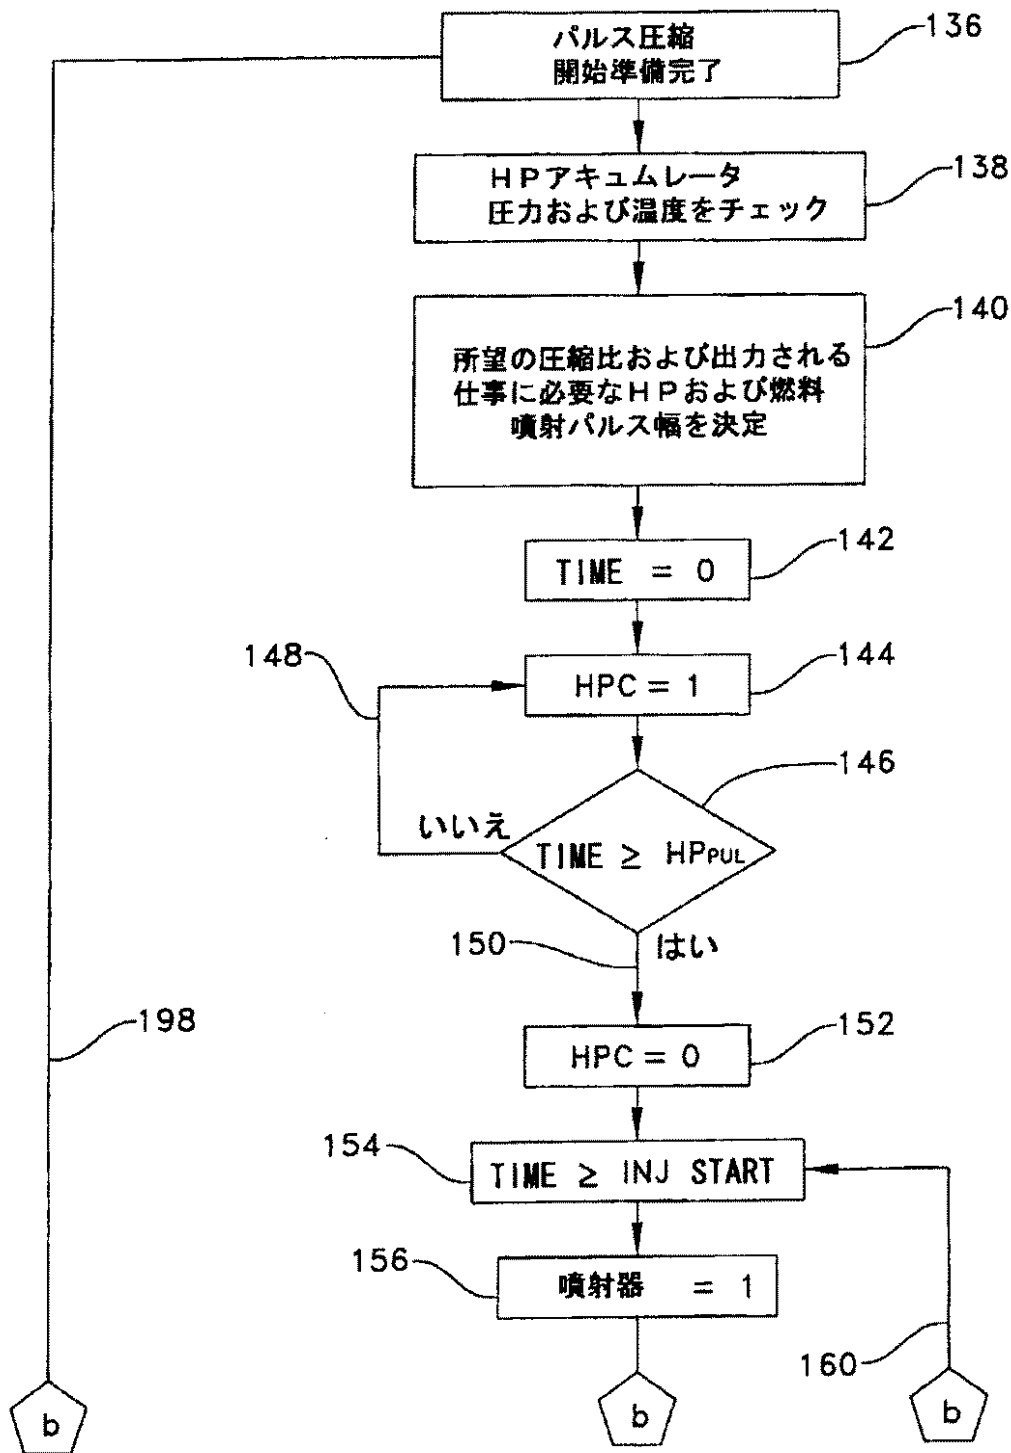 パルス圧縮
開始準備完了
136
HPアキュムレータ
圧力および温度をチェック
138
所望の圧縮比および出力される
仕事に必要なHPおよび燃料
噴射パルス幅を決定
140
TIME = 0
142
148
HPC = 1
144
146
いいえ
TIME ≥ HPPUL
150
はい
198
HPC = 0
152
154
TIME ≥ INJ START
156
噴射器 = 1
160
b
b
b